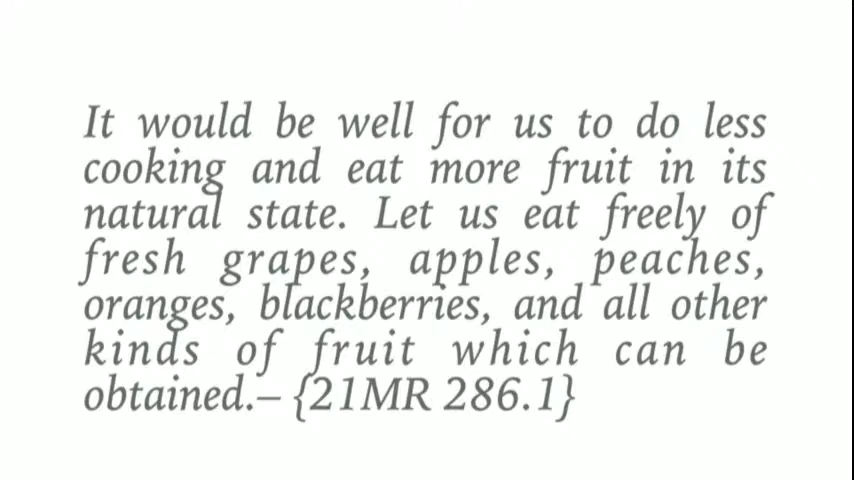 It would be well for us to do less
cooking and eat more fruit in its
natural state. Let us eat freely of
fresh grapes, apples, peaches,
oranges, blackberries, and all other
kinds of fruit which can be
obtained.– {21MR 286.1}